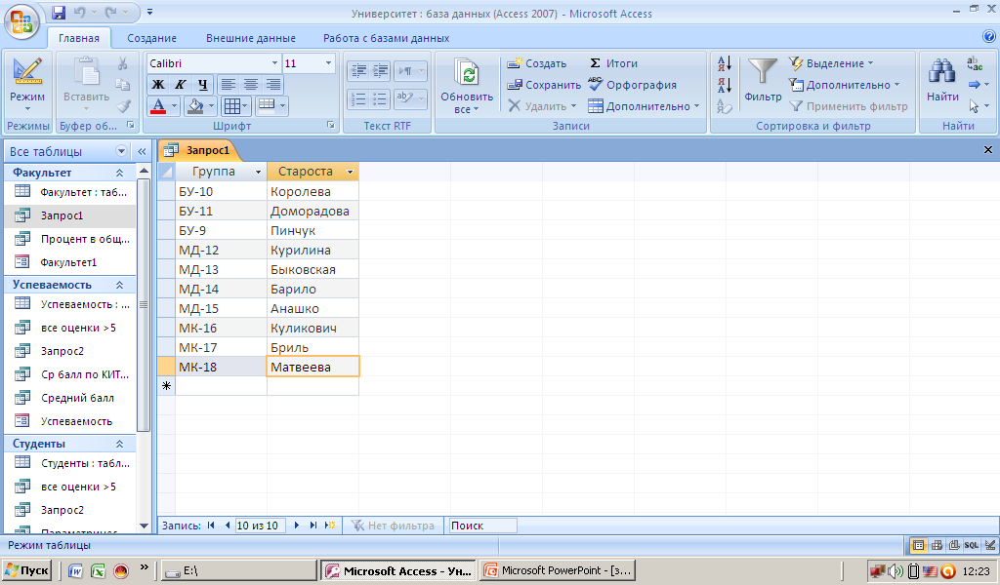 Университет : база данных (Access 2007) - Microsoft Access
Главная Создание Внешние данные Работа с базами данных
Режим
Режимы
Вставить
Буфер об...
Calibri 11
Ж К Ч
А
Шрифт
Текст RTF
Обновить
все
Создать
Сохранить
Удалить
Σ Итоги
Орфография
Дополнительно
Записи
Фильтр
Выделение
Дополнительно
Применить фильтр
Сортировка и фильтр
Найти
Найти
Все таблицы
Факультет
Факультет : таб...
Запрос1
Процент в общ...
Факультет1
Успеваемость
Успеваемость : ...
все оценки >5
Запрос2
Ср балл по КИТ...
Средний балл
Успеваемость
Студенты
Студенты : табл...
все оценки >5
Запрос2
Запрос1
Группа Староста
БУ-10 Королева
БУ-11 Доморадова
БУ-9 Пинчук
МД-12 Курилина
МД-13 Быковская
МД-14 Барило
МД-15 Анашко
МК-16 Куликович
МК-17 Бриль
МК-18 Матвеева
Запись: 10 из 10 Нет фильтра Поиск
Режим таблицы
SQL
Пуск
E:\
Microsoft Access - Ун...
Microsoft PowerPoint - [з...
12:23